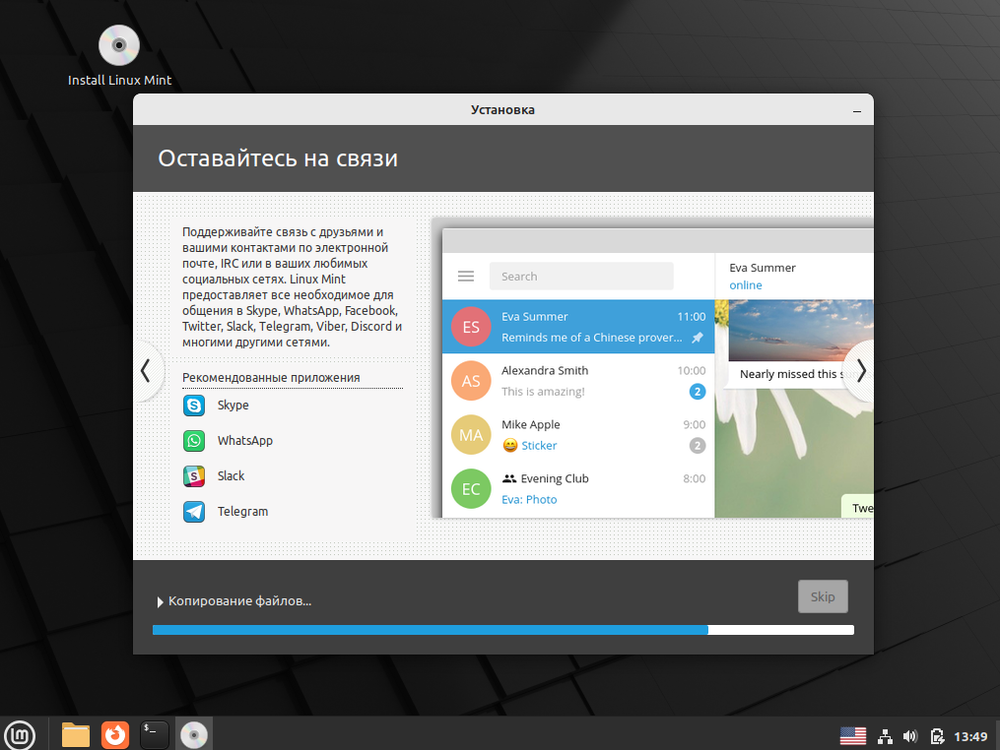 Install Linux Mint
Установка
Оставайтесь на связи
Поддерживайте связь с друзьями и
вашими контактами по электронной
почте, IRC или в ваших любимых
социальных сетях. Linux Mint
предоставляет все необходимое для
общения в Skype, WhatsApp, Facebook,
Twitter, Slack, Telegram, Viber, Discord и
многими другими сетями.
Рекомендованные приложения
Skype
WhatsApp
Slack
Telegram
Search
ES
Eva Summer 11:00
Reminds me of a Chinese prover...
AS
Alexandra Smith 10:00
This is amazing! 2
MA
Mike Apple 9:00
Sticker 2
EC
Evening Club 8:00
Eva: Photo
Eva Summer
online
Nearly missed this
Twe
Копирование файлов...
Skip
13:49